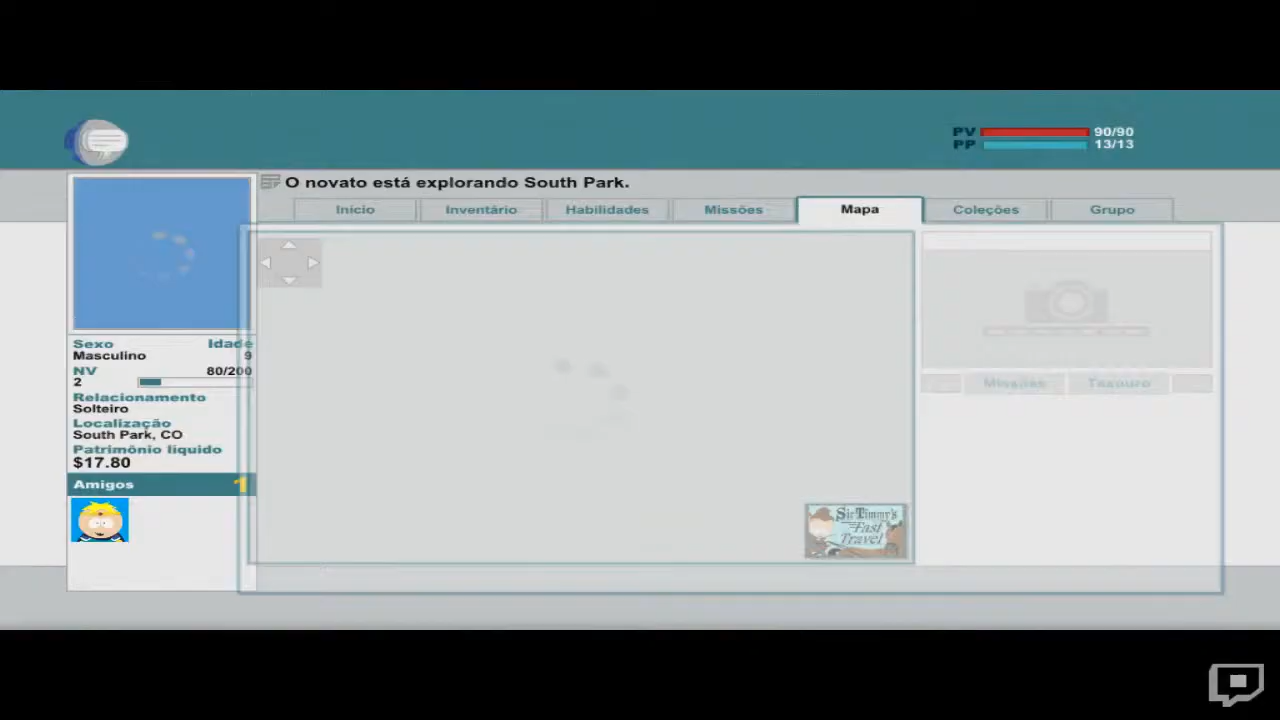 PV 90/90
PP 13/13
O novato está explorando South Park.
Início Inventário Habilidades Missões Mapa Coleções Grupo
Sexo Idade
Masculino 9
NV 80/200
2
Relacionamento
Solteiro
Localização
South Park, CO
Patrimônio líquido
$17.80
Amigos 1
Missões Tesouro
Sir Timmy's
Fast
Travel